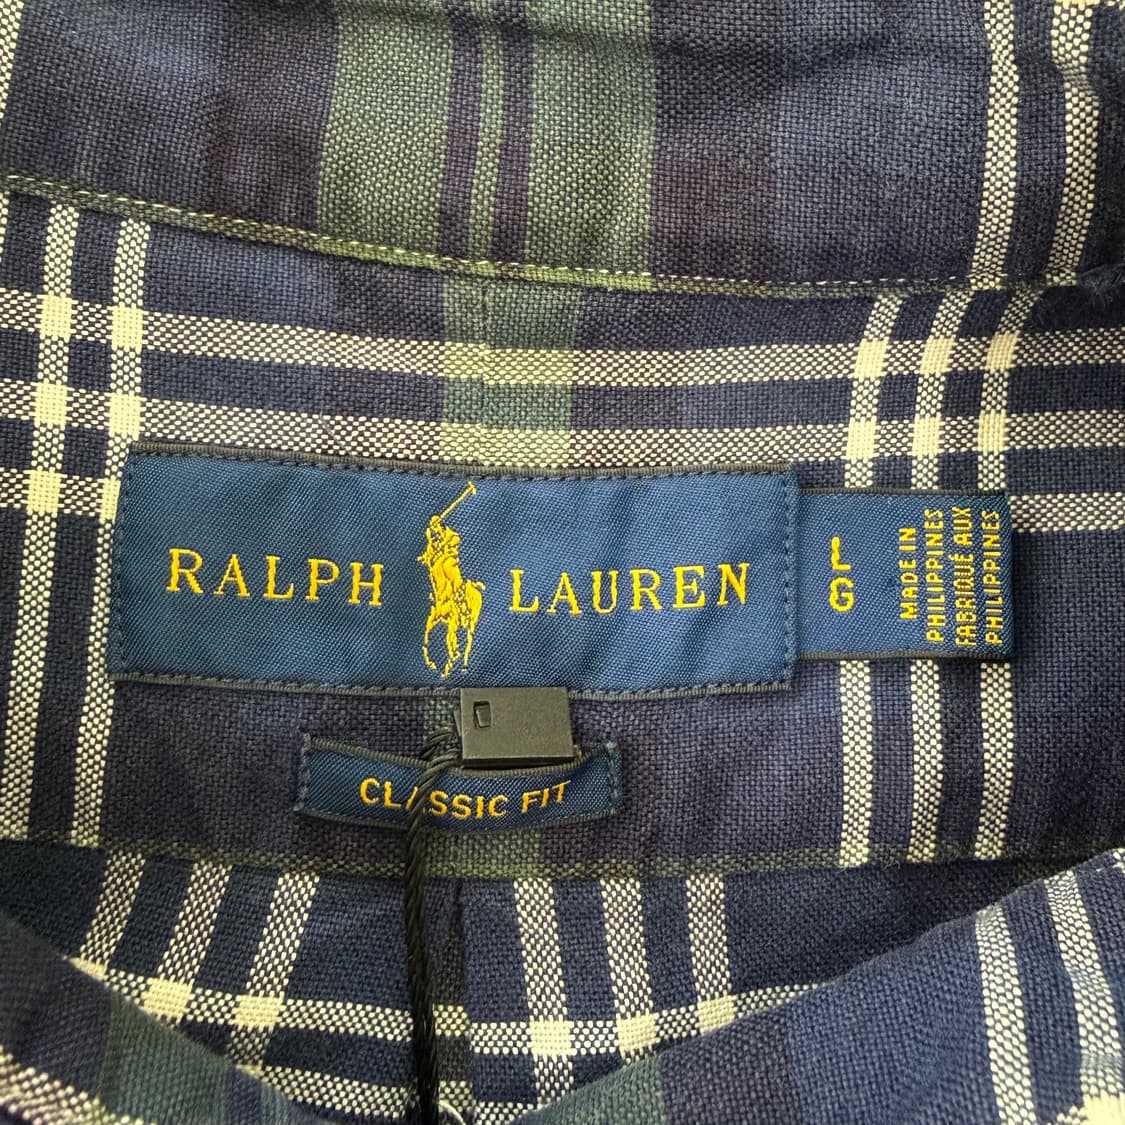 RALPH LAUREN
L
G
MADE IN
PHILIPPINES
FABRIQUÉ AUX
PHILIPPINES
CLASSIC FIT